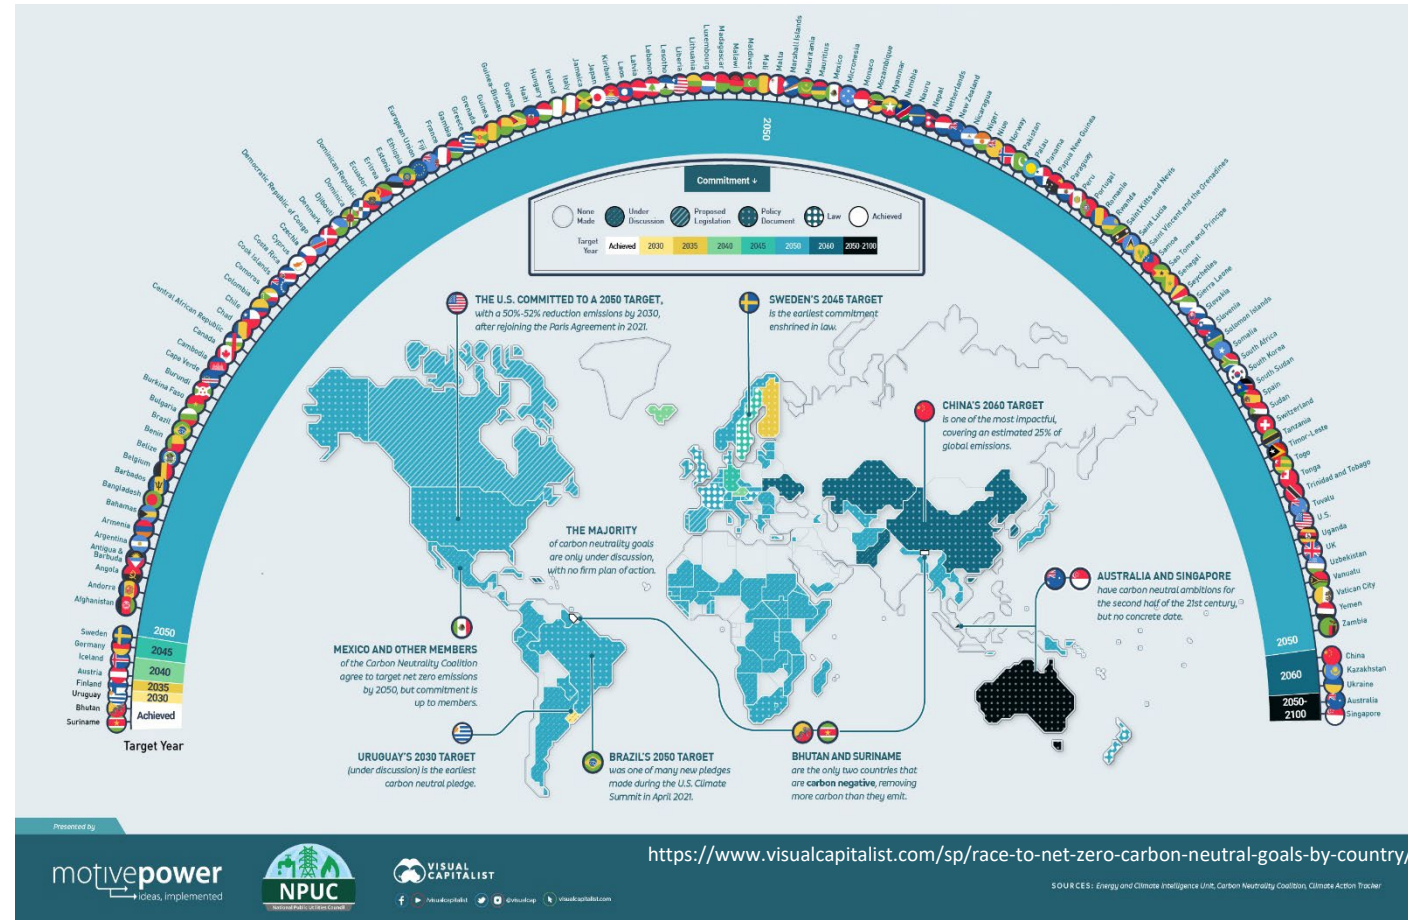 Afghanistan
Andorra
Angola
Antigua &
Barbuda
Argentina
Armenia
Bahamas
Bangladesh
Barbados
Belgium
Belize
Benin
Brazil
Bulgaria
Burkina Faso
Burundi
Cape Verde
Cambodia
Canada
Central African Republic
Chad
Chile
Colombia
Comoros
Cook Islands
Costa Rica
Cyprus
Czechia
Denmark
Democratic Republic of Congo
Djibouti
Dominica
Dominican Republic
Ecuador
Eritrea
Estonia
Ethiopia
European Union
Fiji
France
Gambia
Greece
Grenada
Guinea
Guinea-Bissau
Guyana
Haiti
Hungary
Ireland
Italy
Jamaica
Japan
Kiribati
Laos
Latvia
Lebanon
Lesotho
Liberia
Lithuania
Luxembourg
Madagascar
Malawi
Maldives
Mali
Malta
Marshall Islands
Mauritania
Mauritius
Mexico
Micronesia
Monaco
Mozambique
Myanmar
Namibia
Nauru
Nepal
Netherlands
New Zealand
Nicaragua
Niger
Niue
Norway
Pakistan
Palau
Panama
Papua New Guinea
Paraguay
Peru
Portugal
Romania
Rwanda
Saint Kitts and Nevis
Saint Lucia
Saint Vincent and the Grenadines
Samoa
Sao Tome and Principe
Senegal
Seychelles
Sierra Leone
Slovakia
Slovenia
Solomon Islands
Somalia
South Africa
South Korea
South Sudan
Spain
Sudan
Switzerland
Tanzania
Timor-Leste
Togo
Tonga
Trinidad and Tobago
Tuvalu
U.S.
Uganda
UK
Uzbekistan
Vanuatu
Vatican City
Yemen
Zambia
2050
Commitment ↓
None
Made
Under
Discussion
Proposed
Legislation
Policy
Document
Law
Achieved
Target
Year
Achieved 2030 2035 2040 2045 2050 2060 2050-2100
THE U.S. COMMITTED TO A 2050 TARGET,
with a 50%-52% reduction emissions by 2030,
after rejoining the Paris Agreement in 2021.
SWEDEN'S 2045 TARGET
is the earliest commitment
enshrined in law.
CHINA'S 2060 TARGET
is one of the most impactful,
covering an estimated 25% of
global emissions.
THE MAJORITY
of carbon neutrality goals
are only under discussion,
with no firm plan of action.
AUSTRALIA AND SINGAPORE
have carbon neutral ambitions for
the second half of the 21st century,
but no concrete date.
MEXICO AND OTHER MEMBERS
of the Carbon Neutrality Coalition
agree to target net zero emissions
by 2050, but commitment is
up to members.
URUGUAY'S 2030 TARGET
(under discussion) is the earliest
carbon neutral pledge.
BRAZIL'S 2050 TARGET
was one of many new pledges
made during the U.S. Climate
Summit in April 2021.
BHUTAN AND SURINAME
are the only two countries that
are carbon negative, removing
more carbon than they emit.
Sweden
Germany
Iceland
Austria
Finland
Uruguay
Bhutan
Suriname
2050
2045
2040
2035
2030
Achieved
Target Year
2050
2060
2050-
2100
China
Kazakhstan
Ukraine
Australia
Singapore
Presented by
motivepower
ideas, implemented
NPUC
National Public Utilities Council
VISUAL
CAPITALIST
/visualcapitalist @visualcap visualcapitalist.com
https://www.visualcapitalist.com/sp/race-to-net-zero-carbon-neutral-goals-by-country/
SOURCES: Energy and Climate Intelligence Unit, Carbon Neutrality Coalition, Climate Action Tracker